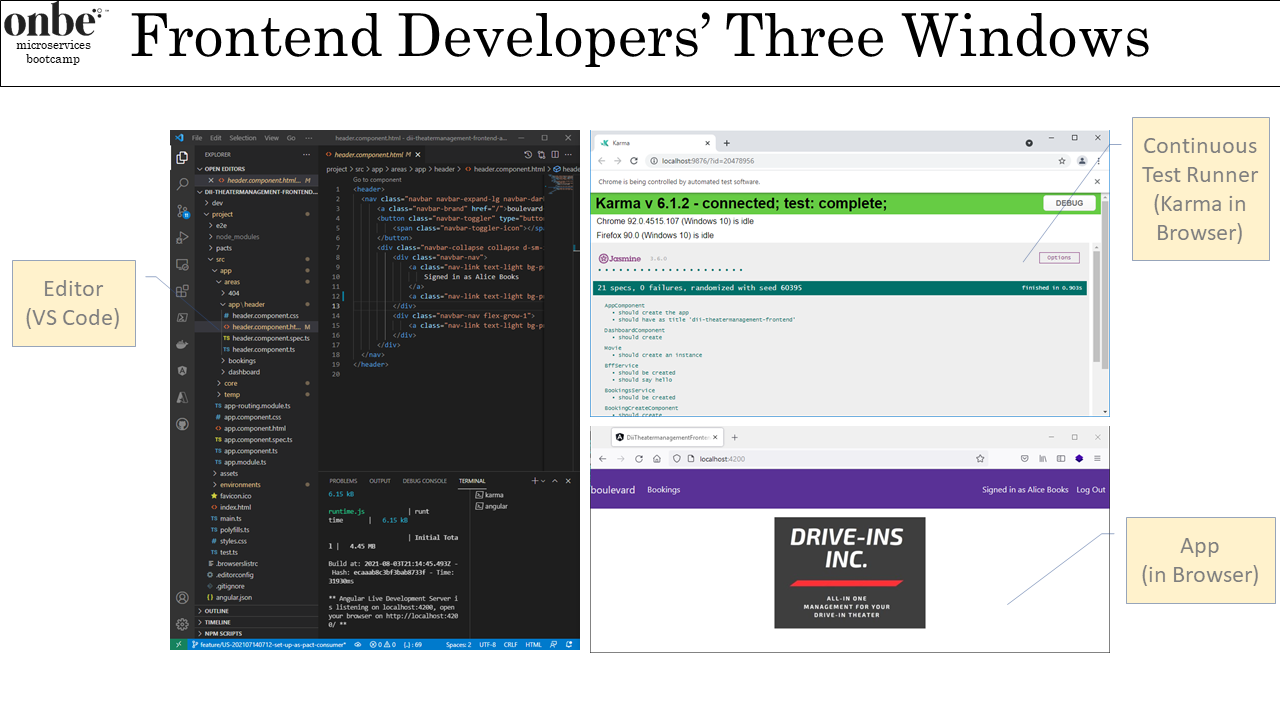 onbe
microservices
bootcamp
Frontend Developers’ Three Windows
Editor
(VS Code)
File Edit Selection View Go ···
header.component.html - dii-theatermanagement-frontend-a...
EXPLORER
OPEN EDITORS
header.component.html... M
DII-THEATERMANAGEMENT-FRONTEND...
dev
project
e2e
node_modules
pacts
src
app
areas
404
app \ header
header.component.css
header.component.ht... M
header.component.spec.ts
header.component.ts
bookings
dashboard
core
temp
app-routing.module.ts
app.component.css
app.component.html
app.component.spec.ts
app.component.ts
app.module.ts
assets
environments
favicon.ico
index.html
main.ts
polyfills.ts
styles.css
test.ts
.browserslistrc
.editorconfig
.gitignore
angular.json
OUTLINE
TIMELINE
NPM SCRIPTS
header.component.html M
project > src > app > areas > app > header > header.component.html > heade
Go to component
1 <header>
2 <nav class="navbar navbar-expand-lg navbar-dar
3 <a class="navbar-brand" href="/">boulevard
4 <button class="navbar-toggler" type="butto
5 <span class="navbar-toggler-icon"></sp
6 </button>
7 <div class="navbar-collapse collapse d-sm-
8 <div class="navbar-nav">
9 <a class="nav-link text-light bg-p
10 Signed in as Alice Books
11 </a>
12 <a class="nav-link text-light bg-p
13 </div>
14 <div class="navbar-nav flex-grow-1">
15 <a class="nav-link text-light bg-p
16 </div>
17 </div>
18 </nav>
19 </header>
20
PROBLEMS OUTPUT DEBUG CONSOLE TERMINAL
6.15 kB
runtime.js | runt
time | 6.15 kB
| Initial Tota
l | 4.45 MB
Build at: 2021-08-03T21:14:45.493Z -
Hash: ecaaab8c3bf3bab8733f - Time:
31930ms
** Angular Live Development Server i
s listening on localhost:4200, open
your browser on http://localhost:420
0/ **
karma
angular
feature/US-202107140712-set-up-as-pact-consumer* 0 0 {.} : 69 Spaces: 2 UTF-8 CRLF HTML
Karma
localhost:9876/?id=20478956
Chrome is being controlled by automated test software.
Karma v 6.1.2 - connected; test: complete;
DEBUG
Chrome 92.0.4515.107 (Windows 10) is idle
Firefox 90.0 (Windows 10) is idle
Jasmine 3.6.0
Options
21 specs, 0 failures, randomized with seed 60395 finished in 0.903s
AppComponent
• should create the app
• should have as title 'dii-theatermanagement-frontend'
DashboardComponent
• should create
Movie
• should create an instance
BffService
• should be created
• should say hello
BookingsService
• should be created
BookingCreateComponent
• should create
Continuous
Test Runner
(Karma in
Browser)
DiiTheatermanagementFronten
localhost:4200
boulevard Bookings Signed in as Alice Books Log Out
DRIVE-INS
INC.
ALL-IN ONE
MANAGEMENT FOR YOUR
DRIVE-IN THEATER
App
(in Browser)